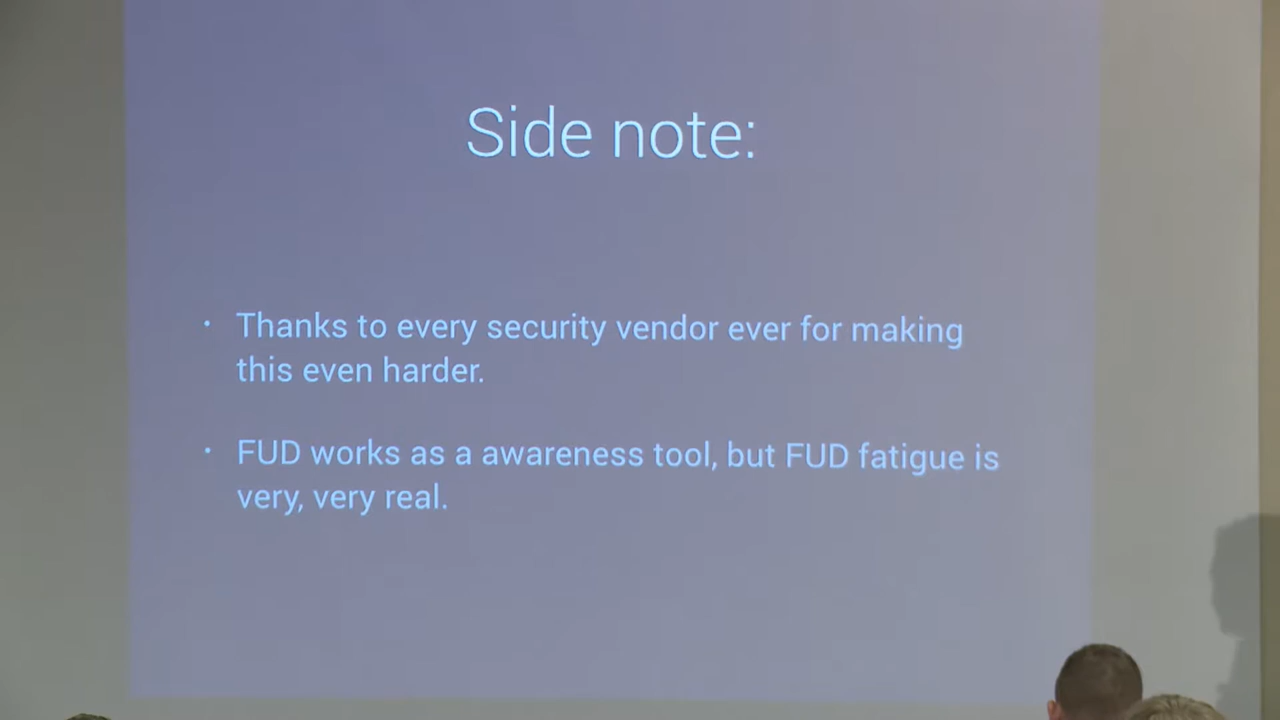 Side note:
· Thanks to every security vendor ever for making
this even harder.
· FUD works as a awareness tool, but FUD fatigue is
very, very real.